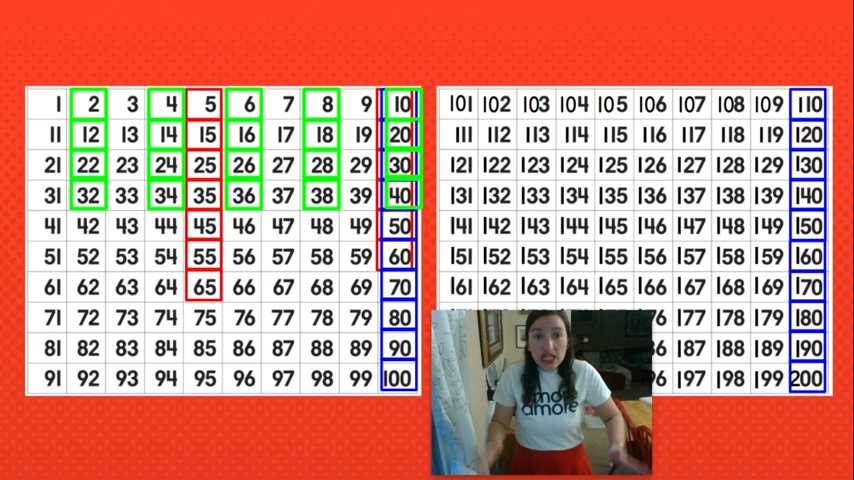 1 2 3 4 5 6 7 8 9 10
11 12 13 14 15 16 17 18 19 20
21 22 23 24 25 26 27 28 29 30
31 32 33 34 35 36 37 38 39 40
41 42 43 44 45 46 47 48 49 50
51 52 53 54 55 56 57 58 59 60
61 62 63 64 65 66 67 68 69 70
71 72 73 74 75 76 77 78 79 80
81 82 83 84 85 86 87 88 89 90
91 92 93 94 95 96 97 98 99 100
101 102 103 104 105 106 107 108 109 110
111 112 113 114 115 116 117 118 119 120
121 122 123 124 125 126 127 128 129 130
131 132 133 134 135 136 137 138 139 140
141 142 143 144 145 146 147 148 149 150
151 152 153 154 155 156 157 158 159 160
161 162 163 164 165 166 167 168 169 170
177 178 179 180
187 188 189 190
197 198 199 200
amore
amore